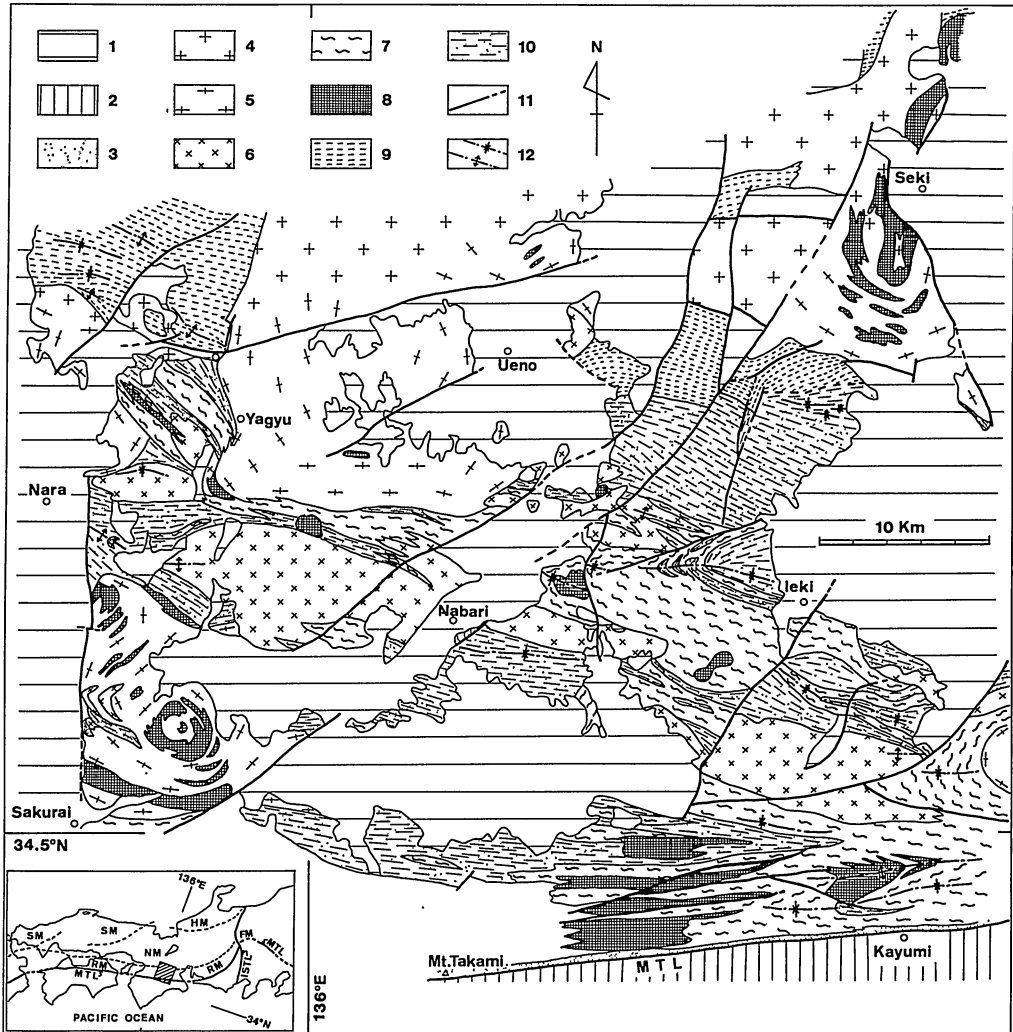 1
4
7
10
N
2
5
8
11
3
6
9
12
Seki
Ueno
Yagyu
Nara
10 Km
Ieki
Nabari
Sakurai
34.5°N
136°E
HM
SM
SM
FM
MTL
NM
RM
RM
ISTL
MTL
PACIFIC OCEAN
34°N
136°E
Mt.Takami
MTL
Kayumi